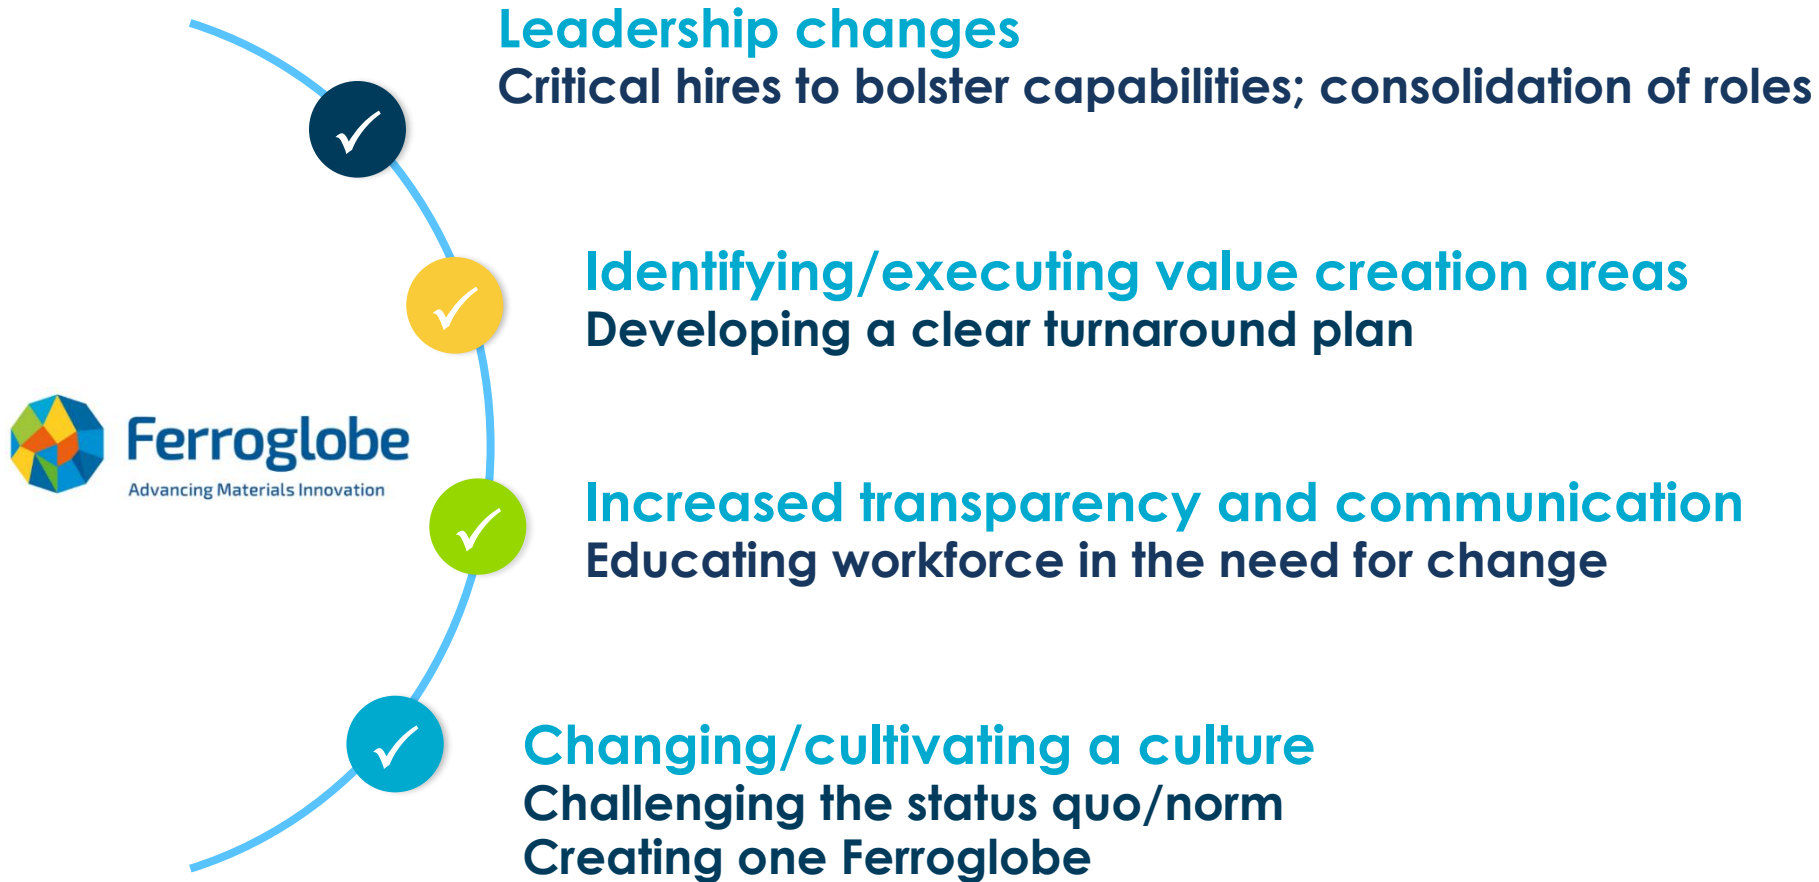 Leadership changes
Critical hires to bolster capabilities; consolidation of roles
Identifying/executing value creation areas
Developing a clear turnaround plan
Ferroglobe
Advancing Materials Innovation
Increased transparency and communication
Educating workforce in the need for change
Changing/cultivating a culture
Challenging the status quo/norm
Creating one Ferroglobe